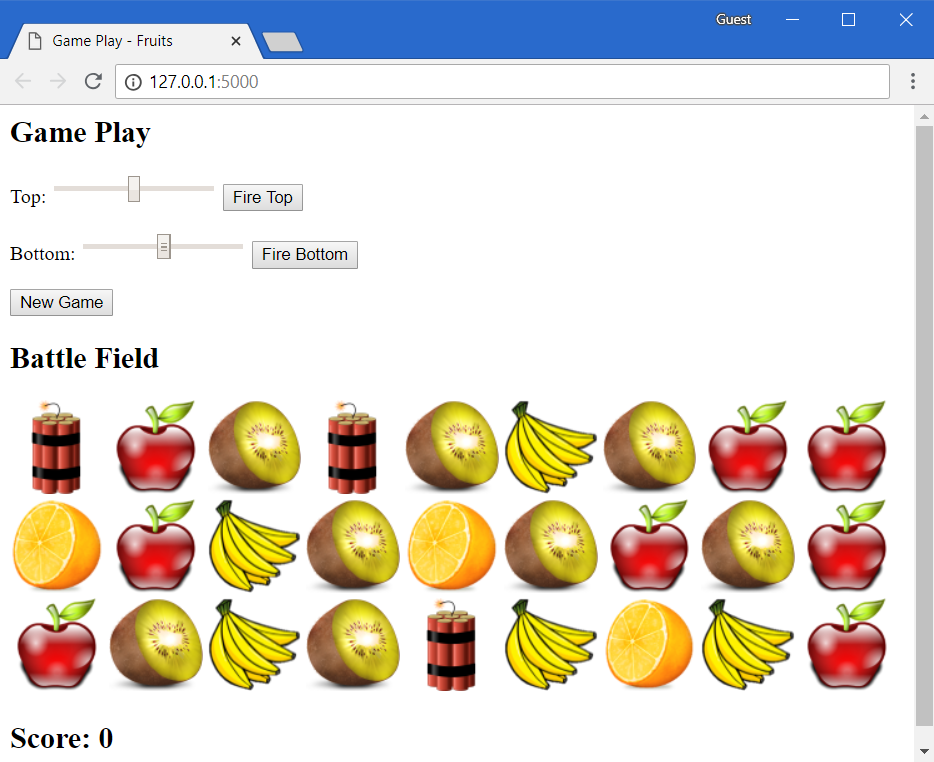 Guest
Game Play - Fruits
127.0.0.1:5000
Game Play
Top: Fire Top
Bottom: Fire Bottom
New Game
Battle Field
Score: 0